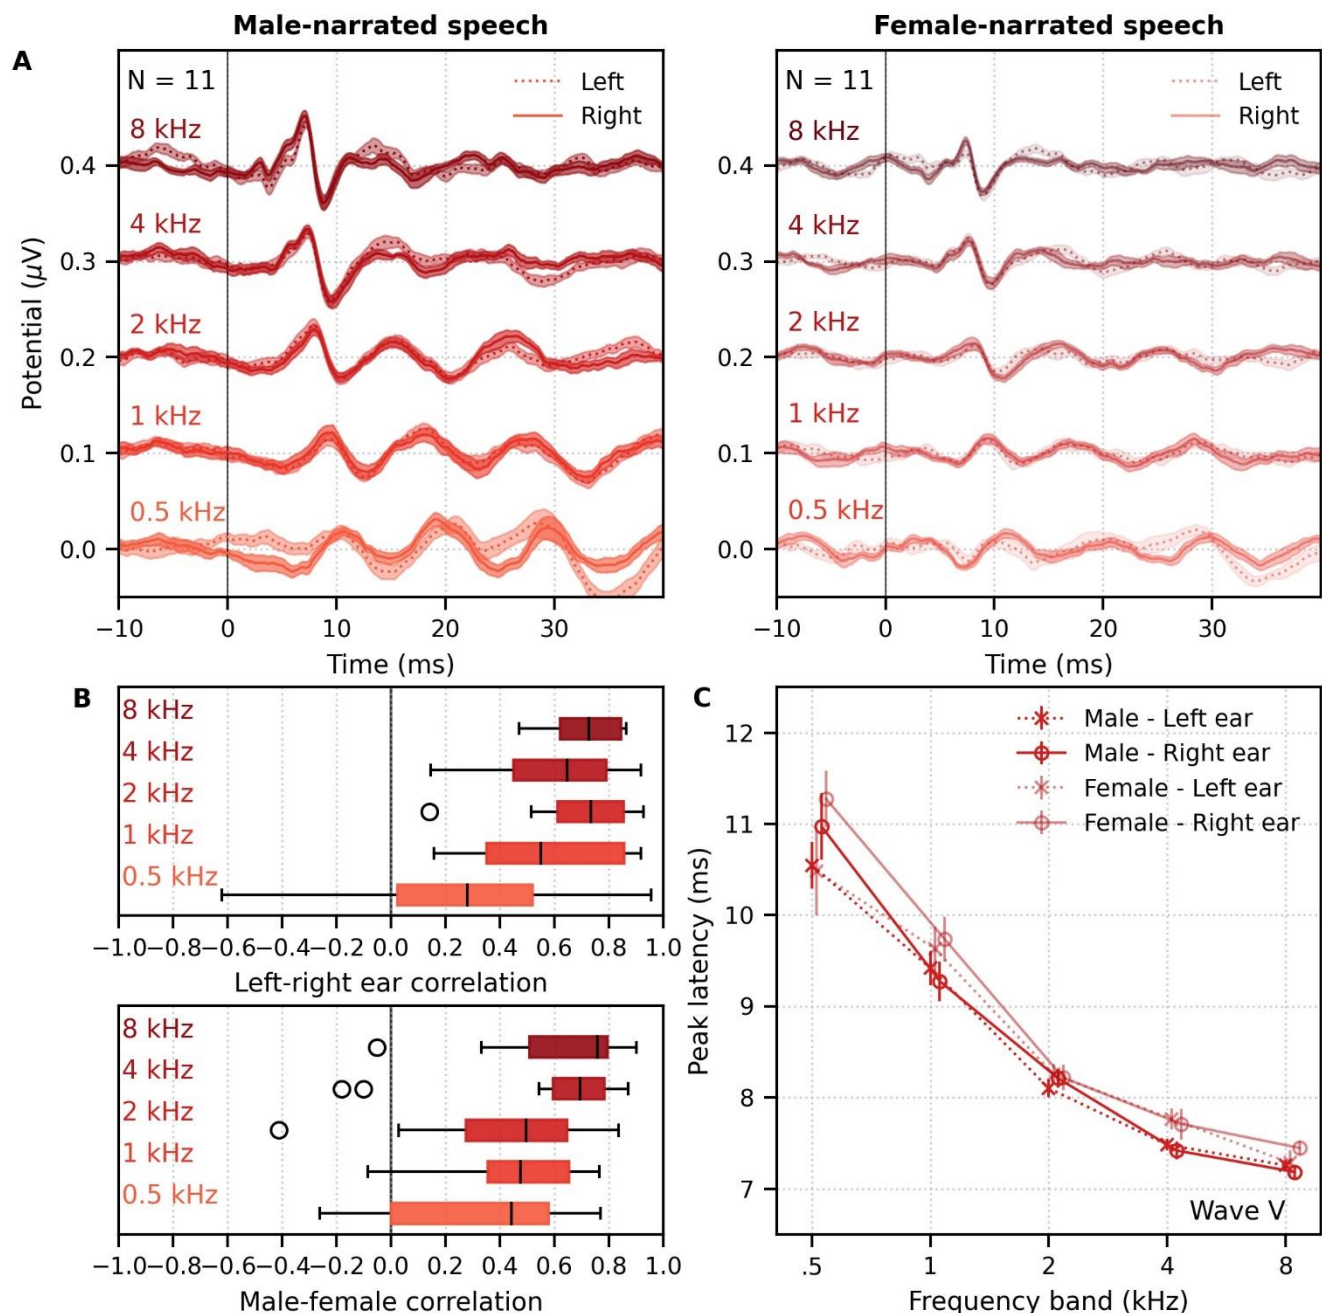 Male-narrated speech
Female-narrated speech
A
N = 11
Left
Right
8 kHz
4 kHz
2 kHz
1 kHz
0.5 kHz
0.4
0.3
0.2
0.1
0.0
Potential (μV)
−10 0 10 20 30
Time (ms)
N = 11
Left
Right
8 kHz
4 kHz
2 kHz
1 kHz
0.5 kHz
−10 0 10 20 30
Time (ms)
B
8 kHz
4 kHz
2 kHz
1 kHz
0.5 kHz
−1.0 −0.8 −0.6 −0.4 −0.2 0.0 0.2 0.4 0.6 0.8 1.0
Left-right ear correlation
8 kHz
4 kHz
2 kHz
1 kHz
0.5 kHz
−1.0 −0.8 −0.6 −0.4 −0.2 0.0 0.2 0.4 0.6 0.8 1.0
Male-female correlation
C
Male - Left ear
Male - Right ear
Female - Left ear
Female - Right ear
12
11
10
9
8
7
Peak latency (ms)
Wave V
.5 1 2 4 8
Frequency band (kHz)